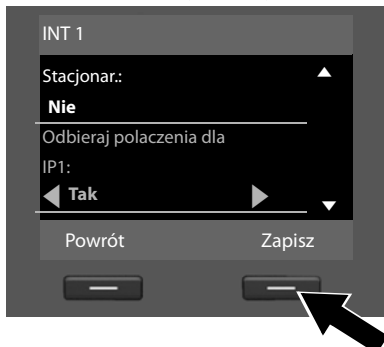 INT 1
Stacjonar.:
Nie
Odbieraj polaczenia dla
IP1:
Tak
Powrót Zapisz